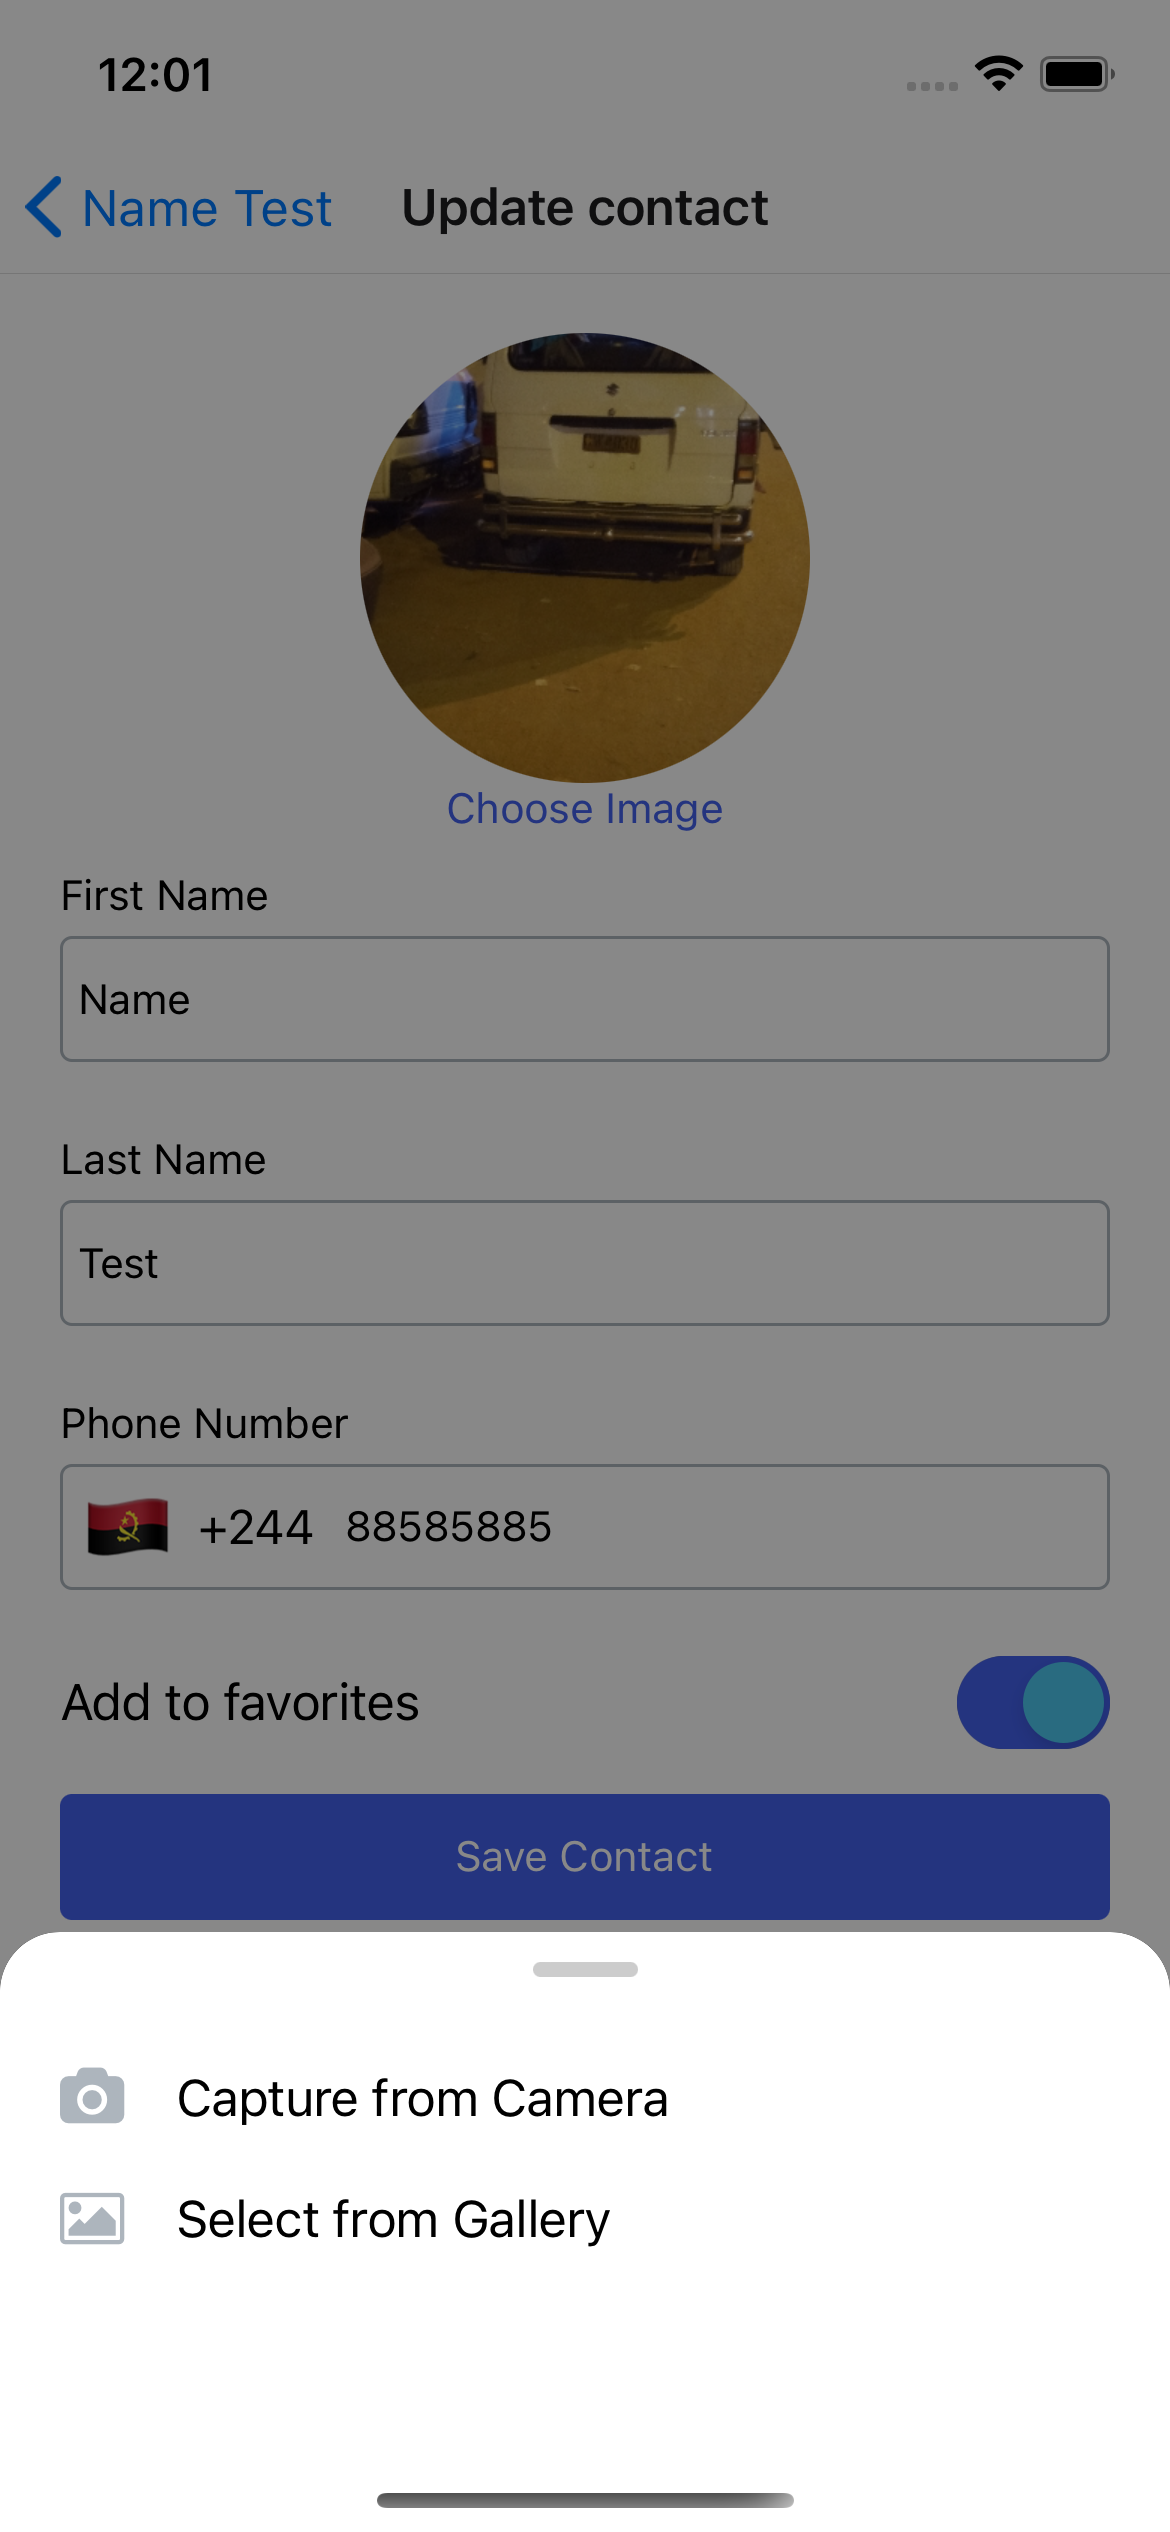 12:01
Name Test
Update contact
Choose Image
First Name
Name
Last Name
Test
Phone Number
+244 88585885
Add to favorites
Save Contact
Capture from Camera
Select from Gallery